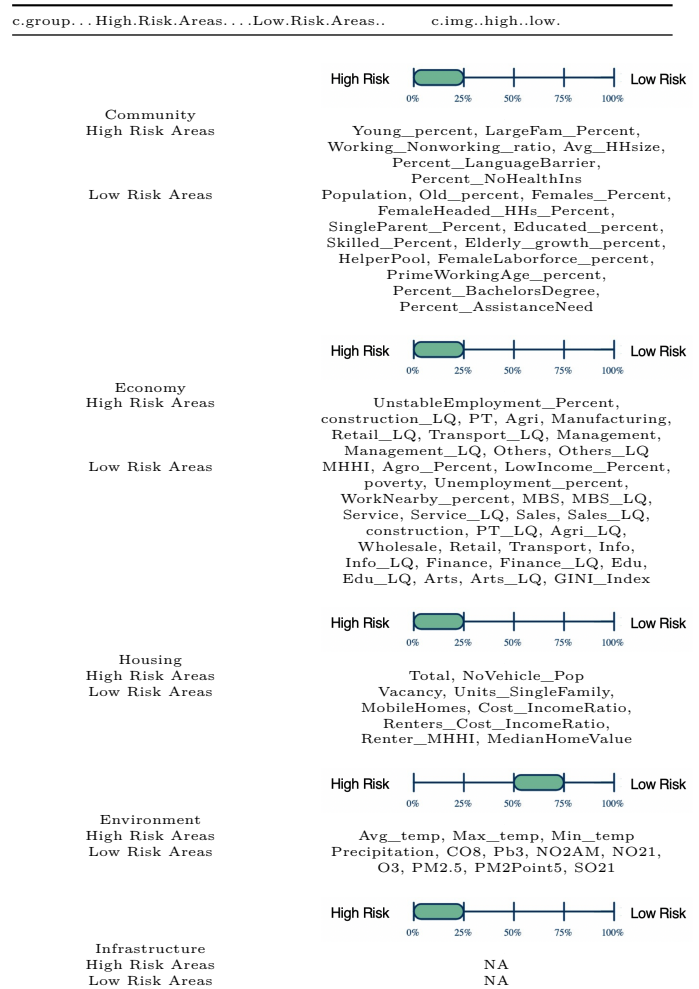 c.group...High.Risk.Areas....Low.Risk.Areas.. c.img..high..low.
High Risk Low Risk
0% 25% 50% 75% 100%
Community
High Risk Areas Young_percent, LargeFam_Percent,
Working_Nonworking_ratio, Avg_HHsize,
Percent_LanguageBarrier,
Percent_NoHealthIns
Low Risk Areas Population, Old_percent, Females_Percent,
FemaleHeaded_HHs_Percent,
SingleParent_Percent, Educated_percent,
Skilled_Percent, Elderly_growth_percent,
HelperPool, FemaleLaborforce_percent,
PrimeWorkingAge_percent,
Percent_BachelorsDegree,
Percent_AssistanceNeed
High Risk Low Risk
0% 25% 50% 75% 100%
Economy
High Risk Areas UnstableEmployment_Percent,
construction_LQ, PT, Agri, Manufacturing,
Retail_LQ, Transport_LQ, Management,
Management_LQ, Others, Others_LQ
Low Risk Areas MHHI, Agro_Percent, LowIncome_Percent,
poverty, Unemployment_percent,
WorkNearby_percent, MBS, MBS_LQ,
Service, Service_LQ, Sales, Sales_LQ,
construction, PT_LQ, Agri_LQ,
Wholesale, Retail, Transport, Info,
Info_LQ, Finance, Finance_LQ, Edu,
Edu_LQ, Arts, Arts_LQ, GINI_Index
High Risk Low Risk
0% 25% 50% 75% 100%
Housing
High Risk Areas Total, NoVehicle_Pop
Low Risk Areas Vacancy, Units_SingleFamily,
MobileHomes, Cost_IncomeRatio,
Renters_Cost_IncomeRatio,
Renter_MHHI, MedianHomeValue
High Risk Low Risk
0% 25% 50% 75% 100%
Environment
High Risk Areas Avg_temp, Max_temp, Min_temp
Low Risk Areas Precipitation, CO8, Pb3, NO2AM, NO21,
O3, PM2.5, PM2Point5, SO21
High Risk Low Risk
0% 25% 50% 75% 100%
Infrastructure
High Risk Areas NA
Low Risk Areas NA